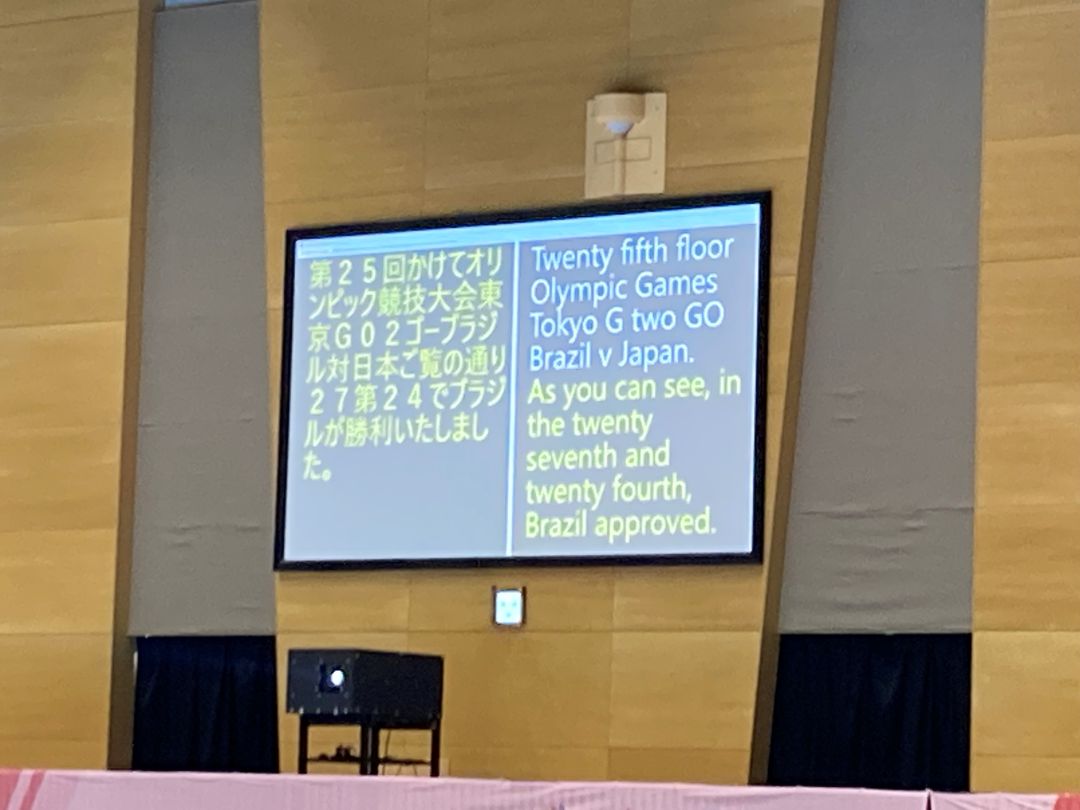 第２５回かけてオリ
ンピック競技大会東
京Ｇ０２ゴーブラジ
ル対日本ご覧の通り
２７第２４でブラジ
ルが勝利いたしまし
た。
Twenty fifth floor
Olympic Games
Tokyo G two GO
Brazil v Japan.
As you can see, in
the twenty
seventh and
twenty fourth,
Brazil approved.